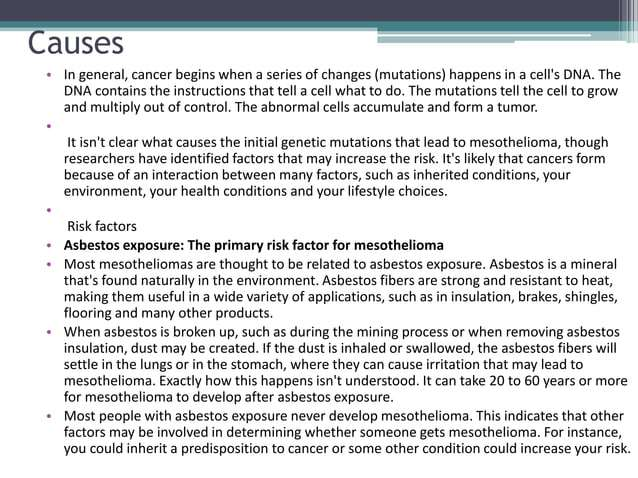 Causes
• In general, cancer begins when a series of changes (mutations) happens in a cell's DNA. The
DNA contains the instructions that tell a cell what to do. The mutations tell the cell to grow
and multiply out of control. The abnormal cells accumulate and form a tumor.
•
It isn't clear what causes the initial genetic mutations that lead to mesothelioma, though
researchers have identified factors that may increase the risk. It's likely that cancers form
because of an interaction between many factors, such as inherited conditions, your
environment, your health conditions and your lifestyle choices.
•
Risk factors
• Asbestos exposure: The primary risk factor for mesothelioma
• Most mesotheliomas are thought to be related to asbestos exposure. Asbestos is a mineral
that's found naturally in the environment. Asbestos fibers are strong and resistant to heat,
making them useful in a wide variety of applications, such as in insulation, brakes, shingles,
flooring and many other products.
• When asbestos is broken up, such as during the mining process or when removing asbestos
insulation, dust may be created. If the dust is inhaled or swallowed, the asbestos fibers will
settle in the lungs or in the stomach, where they can cause irritation that may lead to
mesothelioma. Exactly how this happens isn't understood. It can take 20 to 60 years or more
for mesothelioma to develop after asbestos exposure.
• Most people with asbestos exposure never develop mesothelioma. This indicates that other
factors may be involved in determining whether someone gets mesothelioma. For instance,
you could inherit a predisposition to cancer or some other condition could increase your risk.